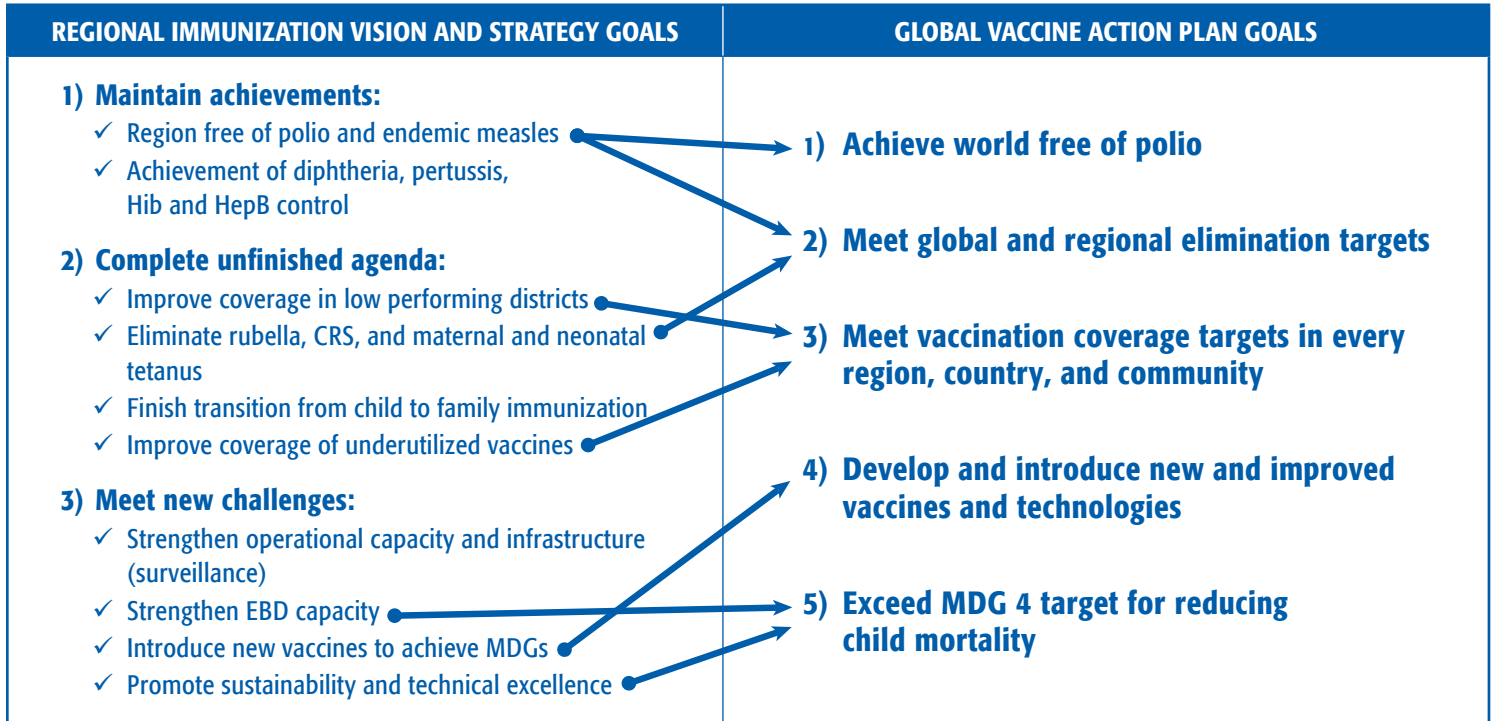 REGIONAL IMMUNIZATION VISION AND STRATEGY GOALS
1) Maintain achievements:
✓ Region free of polio and endemic measles
✓ Achievement of diphtheria, pertussis,
Hib and HepB control
2) Complete unfinished agenda:
✓ Improve coverage in low performing districts
✓ Eliminate rubella, CRS, and maternal and neonatal
tetanus
✓ Finish transition from child to family immunization
✓ Improve coverage of underutilized vaccines
3) Meet new challenges:
✓ Strengthen operational capacity and infrastructure
(surveillance)
✓ Strengthen EBD capacity
✓ Introduce new vaccines to achieve MDGs
✓ Promote sustainability and technical excellence
GLOBAL VACCINE ACTION PLAN GOALS
1) Achieve world free of polio
2) Meet global and regional elimination targets
3) Meet vaccination coverage targets in every
region, country, and community
4) Develop and introduce new and improved
vaccines and technologies
5) Exceed MDG 4 target for reducing
child mortality